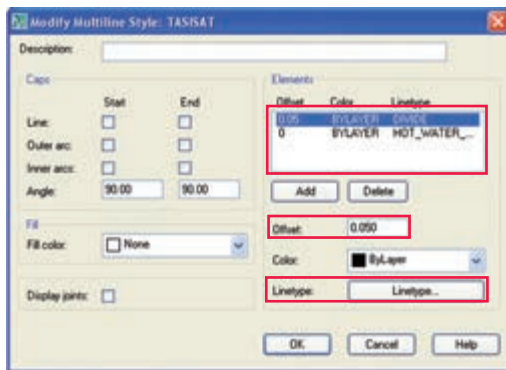 Modify Multiline Style: TASISAT
Description:
Caps
Start End
Line:
Outer arc:
Inner arcs:
Angle: 90.00 90.00
Fill
Fill color: None
Display joints:
Elements
Offset Color Linetype
0.05 BYLAYER DIVIDE
0 BYLAYER HOT_WATER_...
Add Delete
Offset: 0.050
Color: ByLayer
Linetype: Linetype...
OK Cancel Help